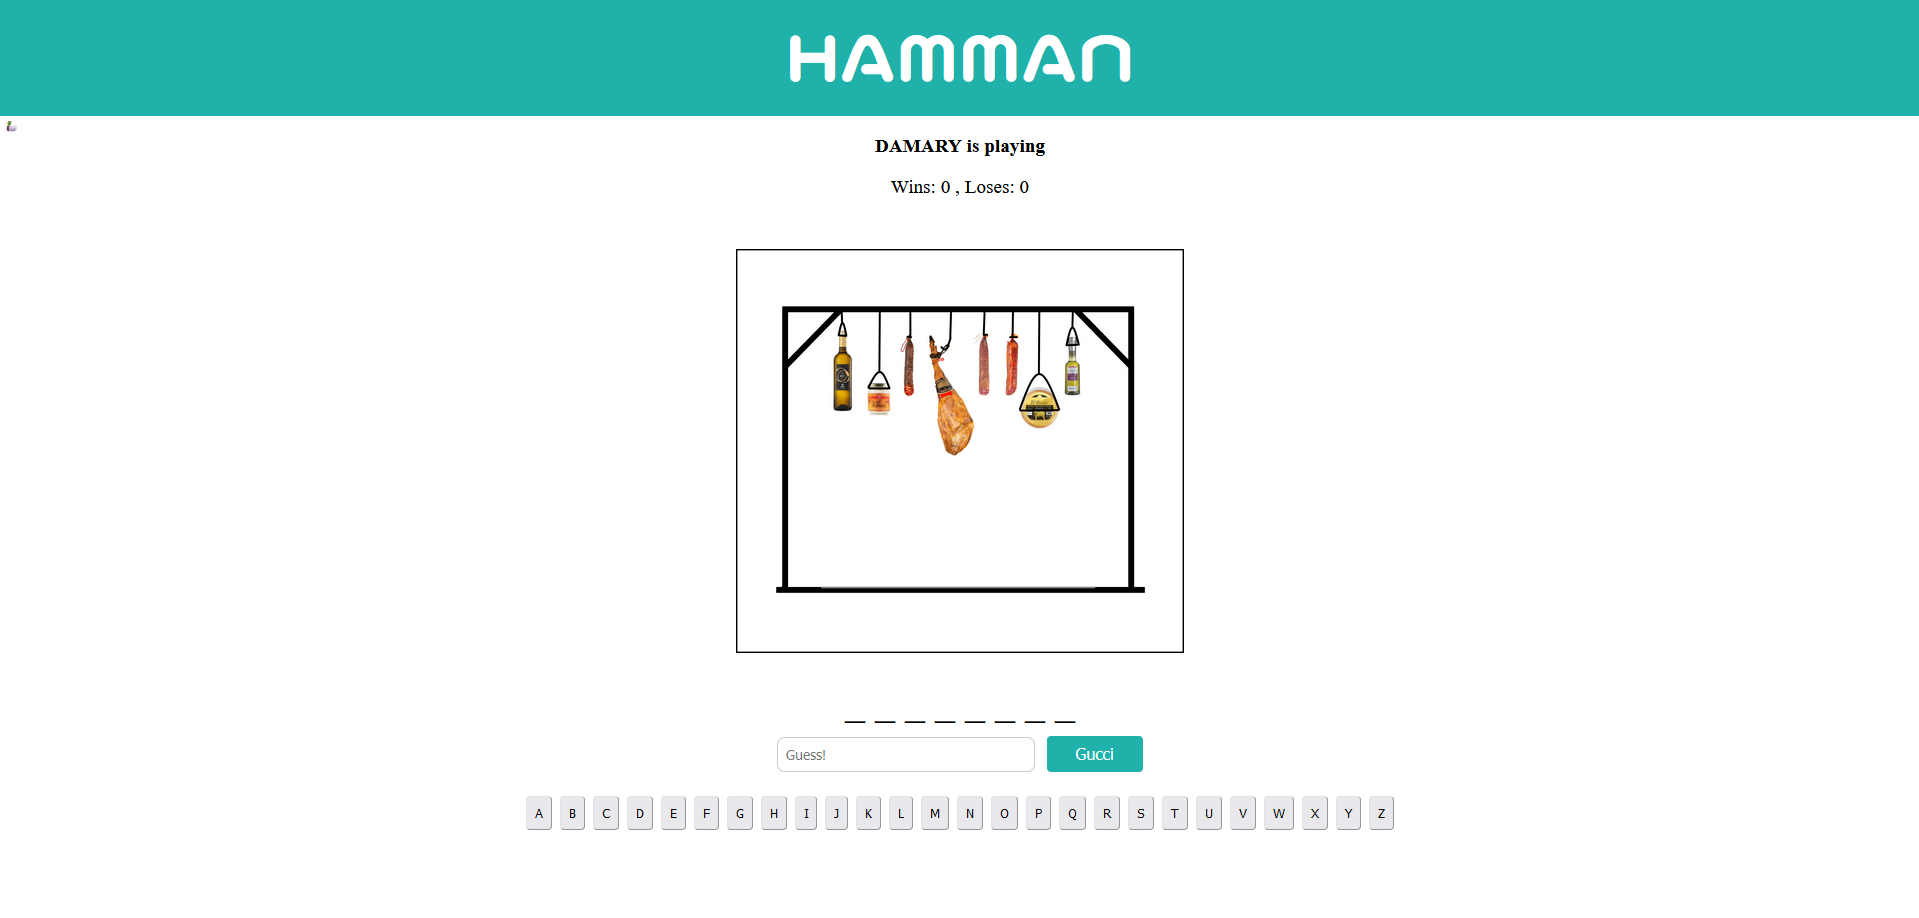 HAMMAN
DAMARY is playing
Wins: 0 , Loses: 0
_ _ _ _ _ _ _ _
Guess!
Gucci
A B C D E F G H I J K L M N O P Q R S T U V W X Y Z